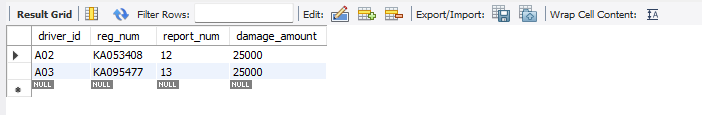 Result Grid Filter Rows: Edit: Export/Import: Wrap Cell Content: IA
driver_id reg_num report_num damage_amount
A02 KA053408 12 25000
A03 KA095477 13 25000
NULL NULL NULL NULL